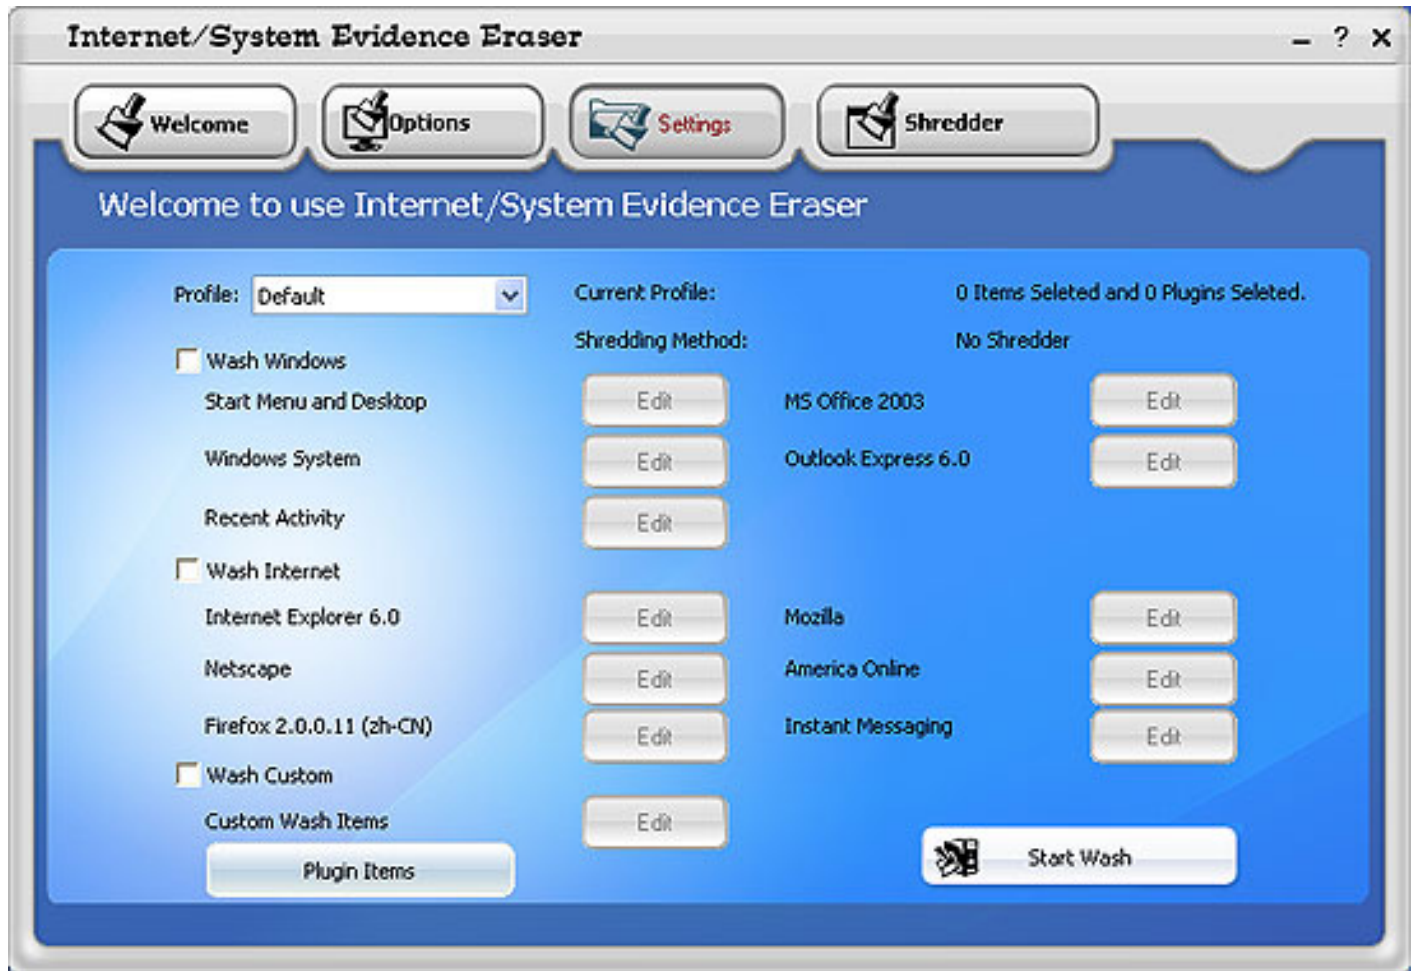 Internet/System Evidence Eraser
Welcome
Options
Settings
Shredder
Welcome to use Internet/System Evidence Eraser
Profile: Default
Current Profile:
0 Items Seleted and 0 Plugins Seleted.
Shredding Method:
No Shredder
Wash Windows
Start Menu and Desktop
Edit
MS Office 2003
Edit
Windows System
Edit
Outlook Express 6.0
Edit
Recent Activity
Edit
Wash Internet
Internet Explorer 6.0
Edit
Mozilla
Edit
Netscape
Edit
America Online
Edit
Firefox 2.0.0.11 (zh-CN)
Edit
Instant Messaging
Edit
Wash Custom
Custom Wash Items
Edit
Plugin Items
Start Wash